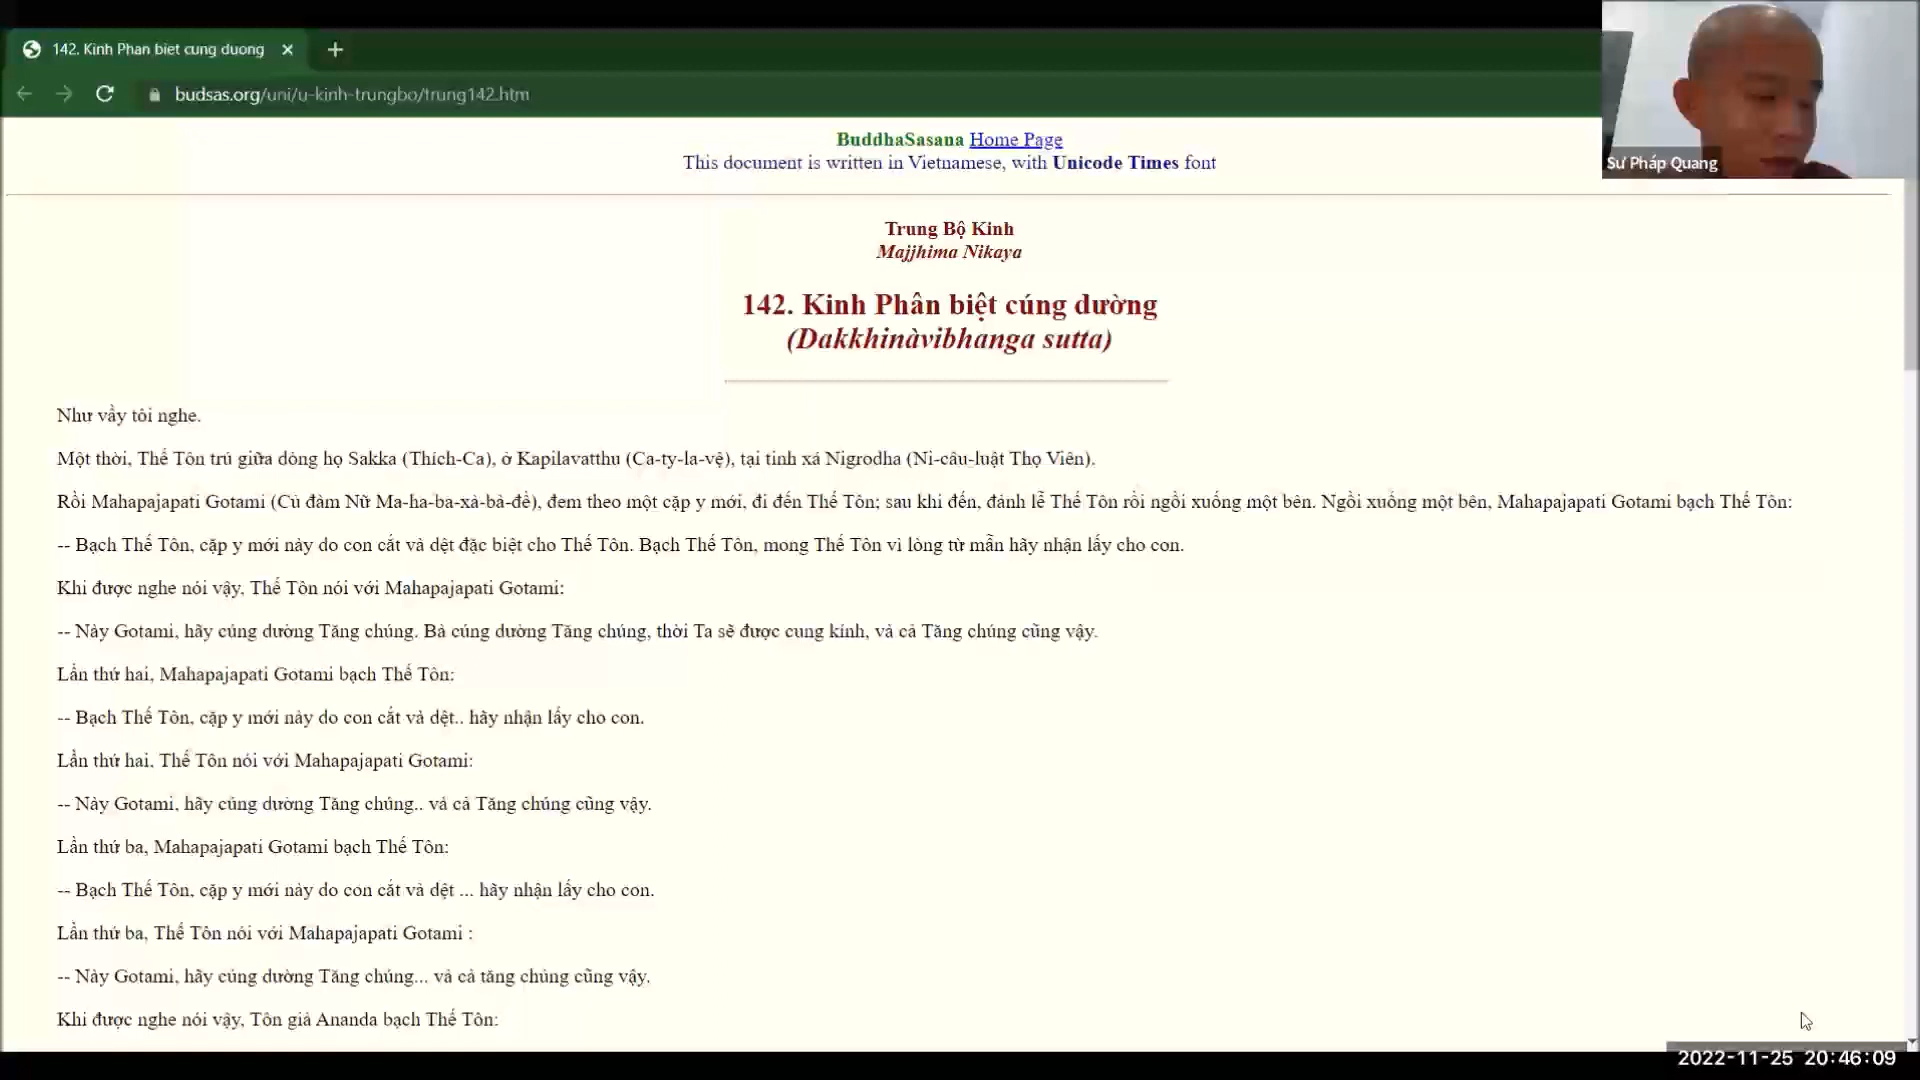 142. Kinh Phan biet cung duong
budsas.org/uni/u-kinh-trungbo/trung142.htm
Sư Pháp Quang
BuddhaSasana Home Page
This document is written in Vietnamese, with Unicode Times font
Trung Bộ Kinh
Majjhima Nikaya
142. Kinh Phân biệt cúng dường
(Dakkhinàvibhanga sutta)
Như vầy tôi nghe.
Một thời, Thế Tôn trú giữa dòng họ Sakka (Thích-Ca), ở Kapilavatthu (Ca-tỳ-la-vệ), tại tinh xá Nigrodha (Ni-câu-luật Thọ Viên).
Rồi Mahapajapati Gotami (Cù đàm Nữ Ma-ha-ba-xà-bà-đề), đem theo một cặp y mới, đi đến Thế Tôn; sau khi đến, đảnh lễ Thế Tôn rồi ngồi xuống một bên. Ngồi xuống một bên, Mahapajapati Gotami bạch Thế Tôn:
-- Bạch Thế Tôn, cặp y mới này do con cắt và dệt đặc biệt cho Thế Tôn. Bạch Thế Tôn, mong Thế Tôn vì lòng từ mẫn hãy nhận lấy cho con.
Khi được nghe nói vậy, Thế Tôn nói với Mahapajapati Gotami:
-- Này Gotami, hãy cúng dường Tăng chúng. Bà cúng dường Tăng chúng, thời Ta sẽ được cung kính, và cả Tăng chúng cũng vậy.
Lần thứ hai, Mahapajapati Gotami bạch Thế Tôn:
-- Bạch Thế Tôn, cặp y mới này do con cắt và dệt.. hãy nhận lấy cho con.
Lần thứ hai, Thế Tôn nói với Mahapajapati Gotami:
-- Này Gotami, hãy cúng dường Tăng chúng.. và cả Tăng chúng cũng vậy.
Lần thứ ba, Mahapajapati Gotami bạch Thế Tôn:
-- Bạch Thế Tôn, cặp y mới này do con cắt và dệt ... hãy nhận lấy cho con.
Lần thứ ba, Thế Tôn nói với Mahapajapati Gotami :
-- Này Gotami, hãy cúng dường Tăng chúng... và cả tăng chúng cũng vậy.
Khi được nghe nói vậy, Tôn giả Ananda bạch Thế Tôn:
2022-11-25 20:46:09